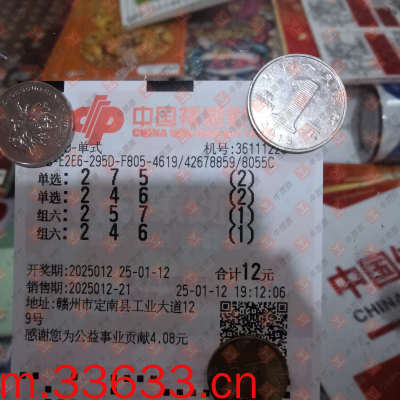 中国福利彩票
CHINA WEL
D-单式 机号:3611122
E2E6-295D-F805-4619/42678859/8055C
单选: 2 7 5 (2)
单选: 2 4 6 (2)
组六: 2 5 7 (1)
组六: 2 4 6 (1)
开奖期:2025012 25-01-12 合计12元
销售期:2025012-21 25-01-12 19:12:06
地址:赣州市定南县工业大道12
9号
感谢您为公益事业贡献4.08元
m.33633.cn
中国